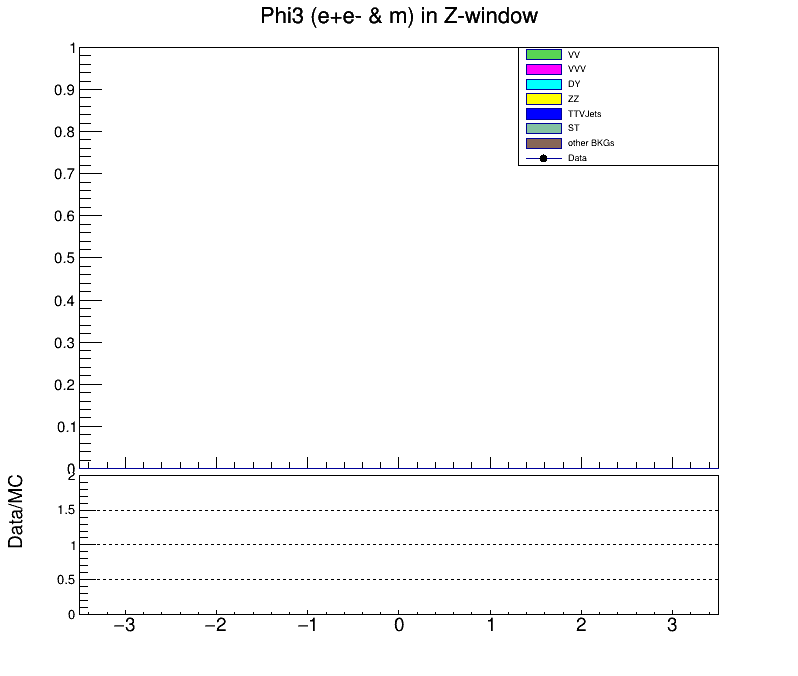 Phi3 (e+e- & m) in Z-window
1
0.9
0.8
0.7
0.6
0.5
0.4
0.3
0.2
0.1
0
VV
VVV
DY
ZZ
TTVJets
ST
other BKGs
Data
Data/MC
2
1.5
1
0.5
0
−3 −2 −1 0 1 2 3